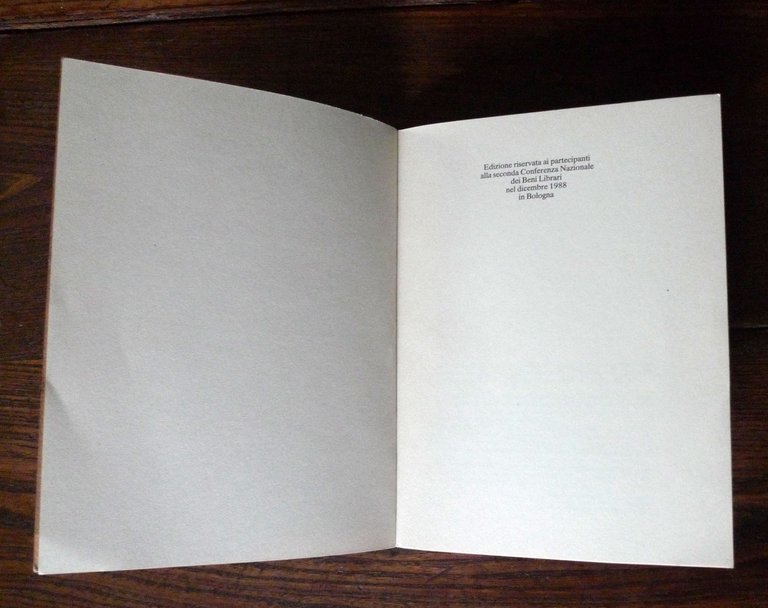 Edizione riservata ai partecipanti
alla seconda Conferenza Nazionale
dei Beni Librari
nel dicembre 1988
in Bologna